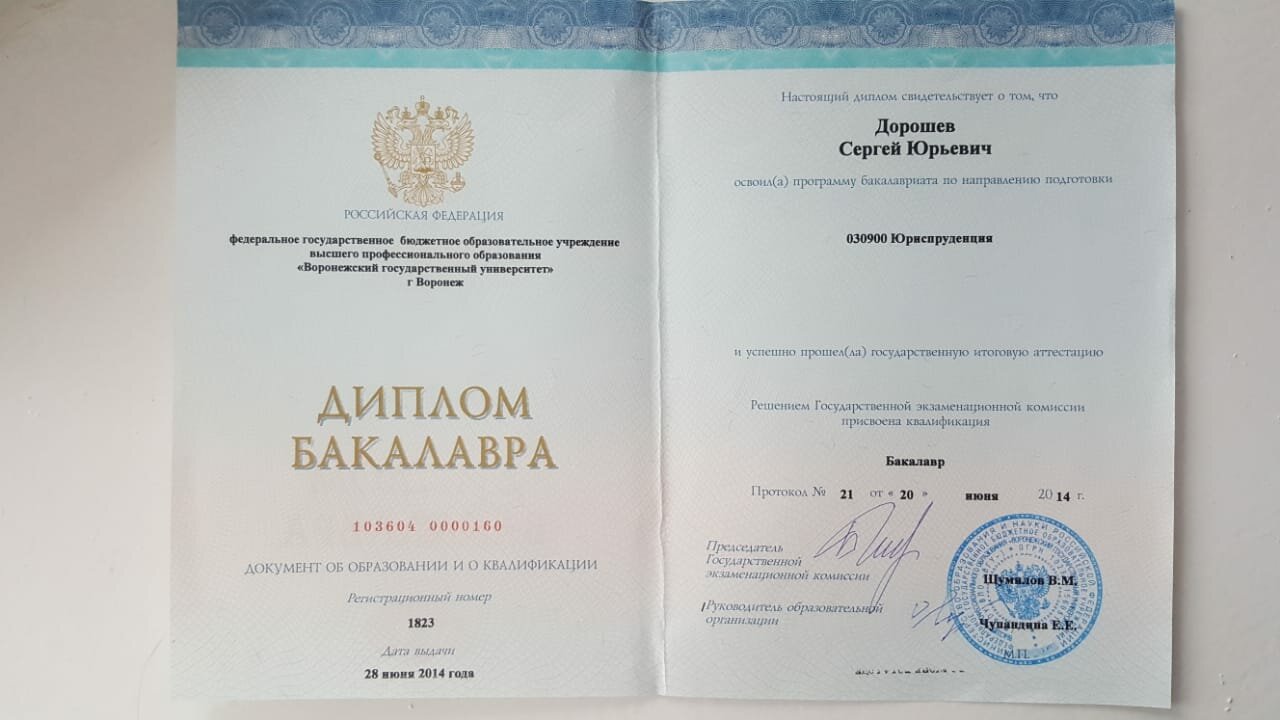 РОССИЙСКАЯ ФЕДЕРАЦИЯ
федеральное государственное бюджетное образовательное учреждение
высшего профессионального образования
«Воронежский государственный университет»
г Воронеж
ДИПЛОМ
БАКАЛАВРА
103604 0000160
ДОКУМЕНТ ОБ ОБРАЗОВАНИИ И О КВАЛИФИКАЦИИ
Регистрационный номер
1823
Дата выдачи
28 июня 2014 года
Настоящий диплом свидетельствует о том, что
Дорошев
Сергей Юрьевич
освоил(а) программу бакалавриата по направлению подготовки
030900 Юриспруденция
и успешно прошел(ла) государственную итоговую аттестацию
Решением Государственной экзаменационной комиссии
присвоена квалификация
Бакалавр
Протокол № 21 от « 20 » июня 20 14 г.
Председатель
Государственной
экзаменационной комиссии
Шумилов В.М.
Руководитель образовательной
организации
Чупандина Е.Е.
М.П.